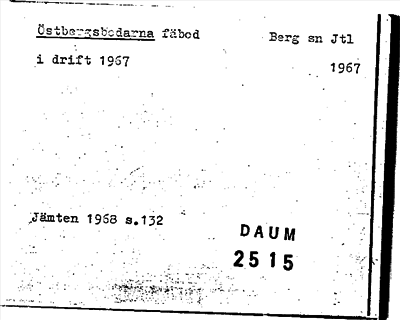 Östbergsbodarna fäbod
Berg sn Jtl
i drift 1967
1967
Jämten 1968 s.132
DAUM
2515